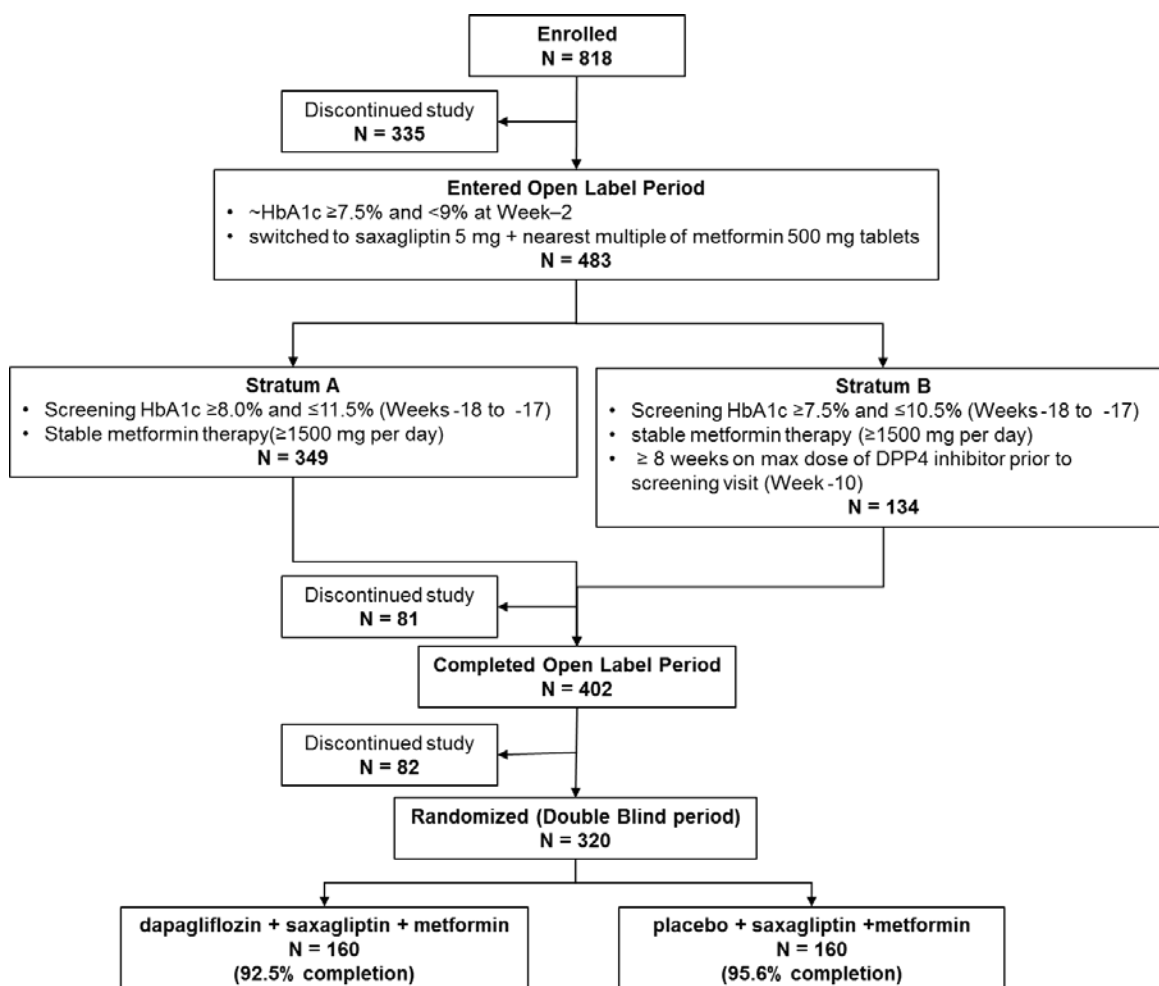 Enrolled
N = 818
Discontinued study
N = 335
Entered Open Label Period
• ~HbA1c ≥7.5% and <9% at Week–2
• switched to saxagliptin 5 mg + nearest multiple of metformin 500 mg tablets
N = 483
Stratum A
• Screening HbA1c ≥8.0% and ≤11.5% (Weeks -18 to -17)
• Stable metformin therapy(≥1500 mg per day)
N = 349
Stratum B
• Screening HbA1c ≥7.5% and ≤10.5% (Weeks -18 to -17)
• stable metformin therapy (≥1500 mg per day)
• ≥ 8 weeks on max dose of DPP4 inhibitor prior to
screening visit (Week -10)
N = 134
Discontinued study
N = 81
Completed Open Label Period
N = 402
Discontinued study
N = 82
Randomized (Double Blind period)
N = 320
dapagliflozin + saxagliptin + metformin
N = 160
(92.5% completion)
placebo + saxagliptin +metformin
N = 160
(95.6% completion)